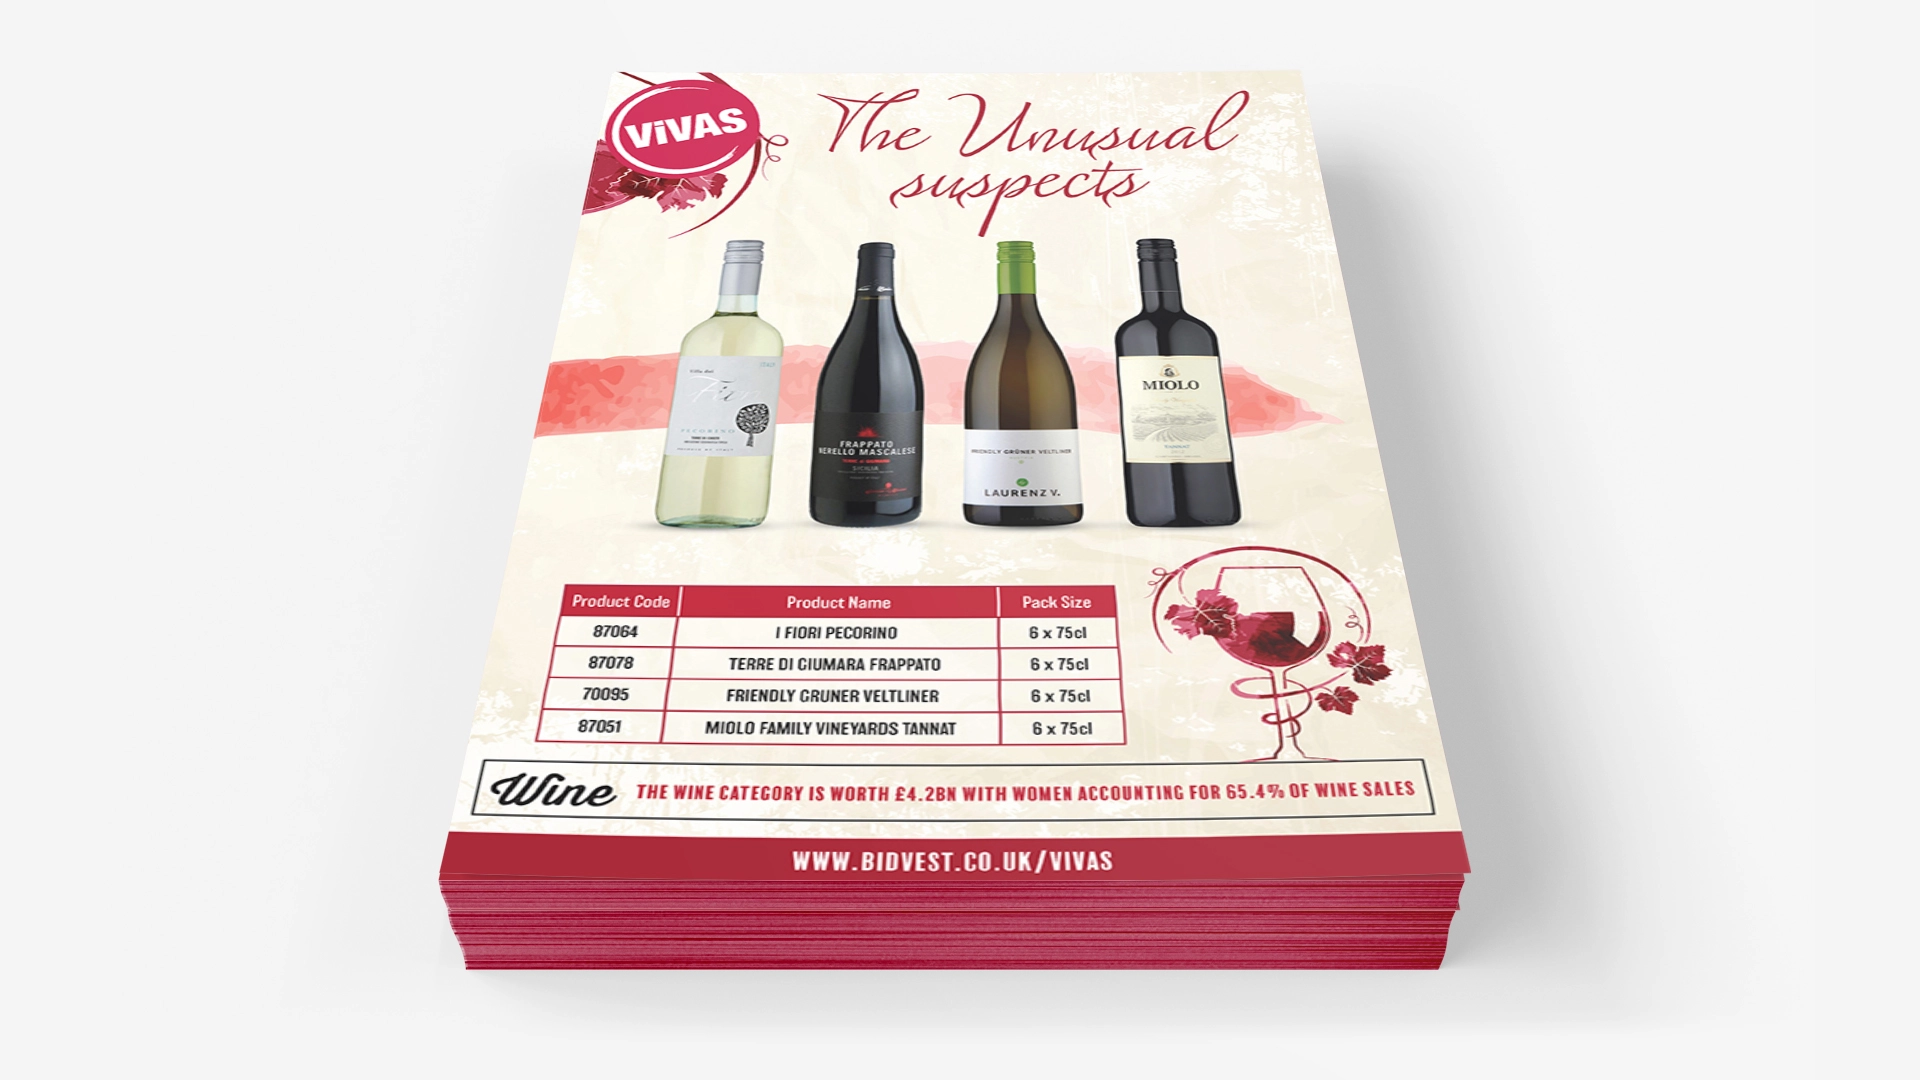 ViVAS
The Unusual
suspects
Fiori
PECORINO
FRAPPATO
NERELLO MASCALESE
SICILIA
FRIENDLY GRÜNER VELTLINER
LAURENZ V.
MIOLO
TANNAT
Product Code Product Name Pack Size
87064 I FIORI PECORINO 6 x 75cl
87078 TERRE DI GIUMARA FRAPPATO 6 x 75cl
70095 FRIENDLY GRUNER VELTLINER 6 x 75cl
87051 MIOLO FAMILY VINEYARDS TANNAT 6 x 75cl
Wine THE WINE CATEGORY IS WORTH £4.2BN WITH WOMEN ACCOUNTING FOR 65.4% OF WINE SALES
WWW.BIDVEST.CO.UK/VIVAS